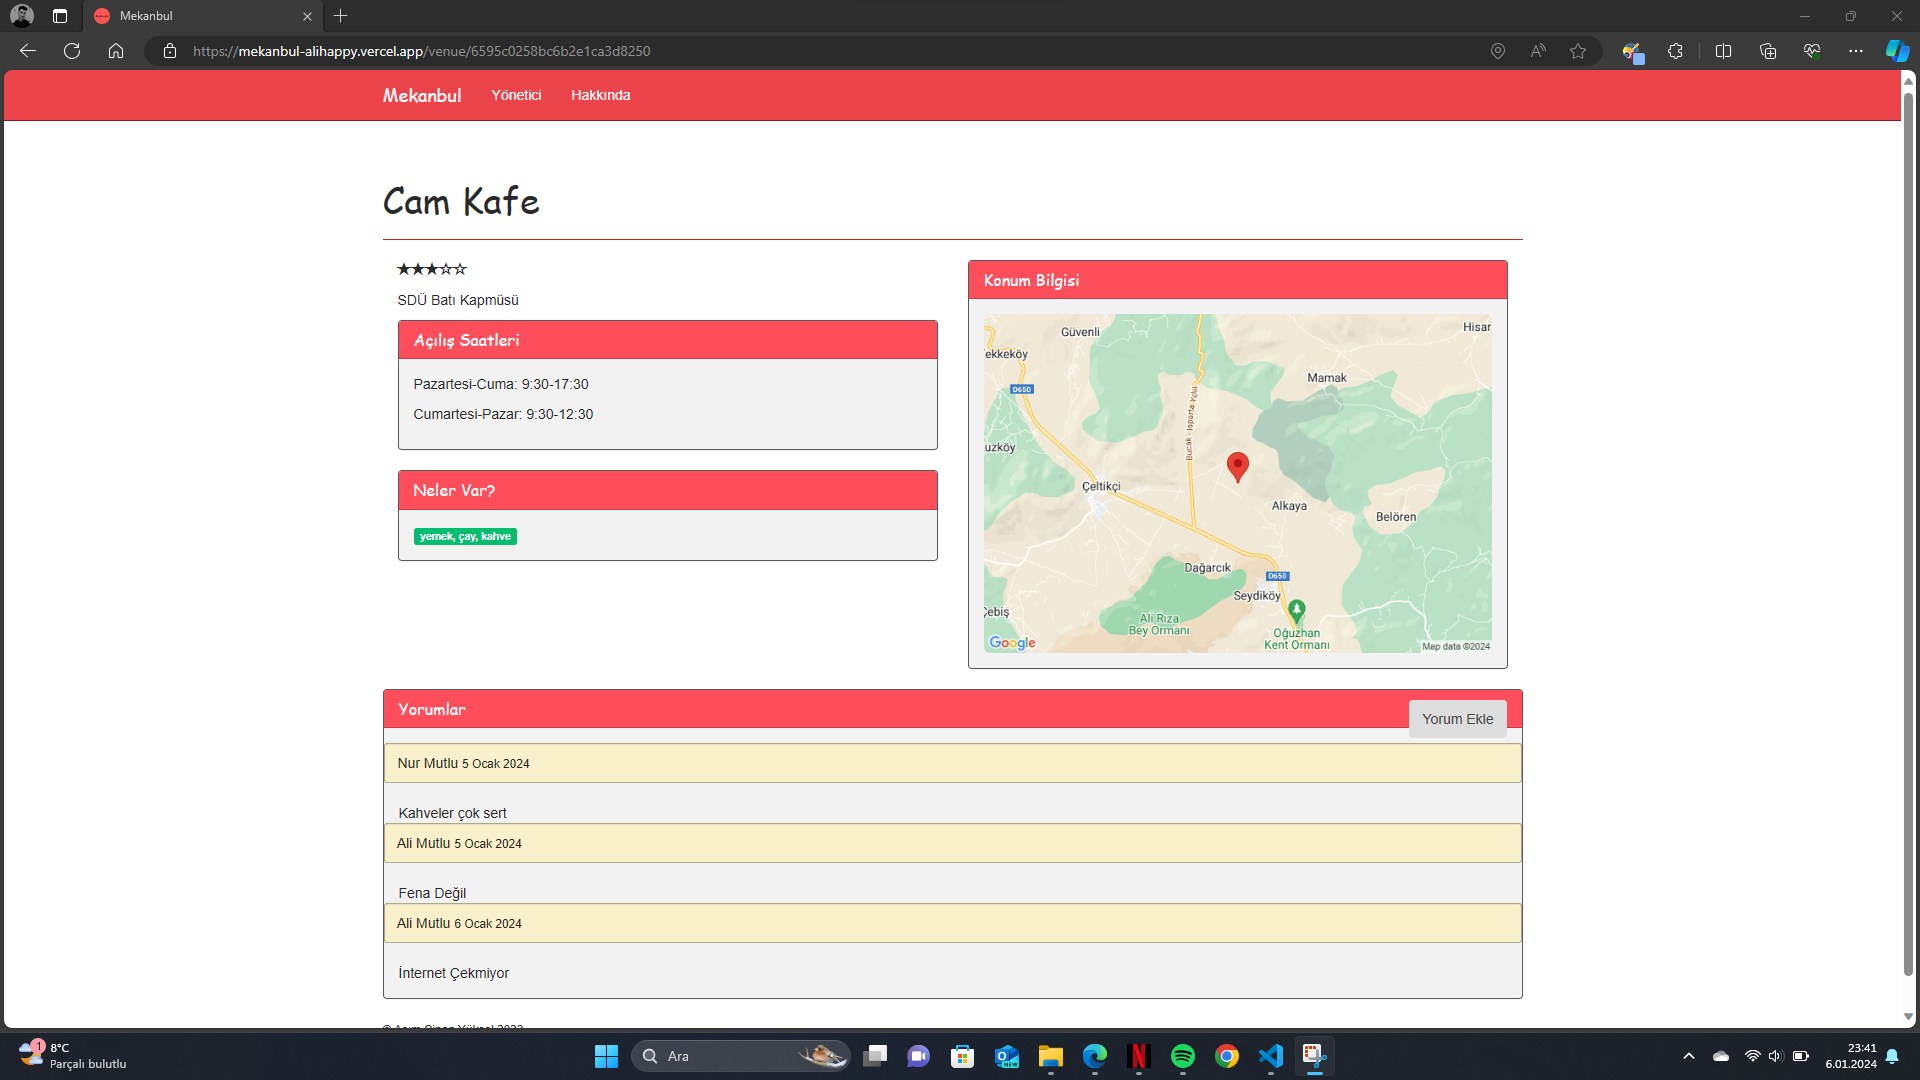 Mekanbul
https://mekanbul-alihappy.vercel.app/venue/6595c0258bc6b2e1ca3d8250
Mekanbul Yönetici Hakkında
Cam Kafe
★★★☆☆
SDÜ Batı Kapmüsü
Açılış Saatleri
Pazartesi-Cuma: 9:30-17:30
Cumartesi-Pazar: 9:30-12:30
Neler Var?
yemek, çay, kahve
Konum Bilgisi
Güvenli
Hisar
ekkeköy
Mamak
D650
Bucak - Isparta Yolu
uzköy
Çeltikçi
Alkaya
Belören
Dağarcık
D650
Seydiköy
Çebiş
Ali Rıza
Bey Ormanı
Oğuzhan
Kent Ormanı
Google
Map data ©2024
Yorumlar
Yorum Ekle
Nur Mutlu 5 Ocak 2024
Kahveler çok sert
Ali Mutlu 5 Ocak 2024
Fena Değil
Ali Mutlu 6 Ocak 2024
İnternet Çekmiyor
1
8°C
Parçalı bulutlu
Ara
NEW
23:41
6.01.2024